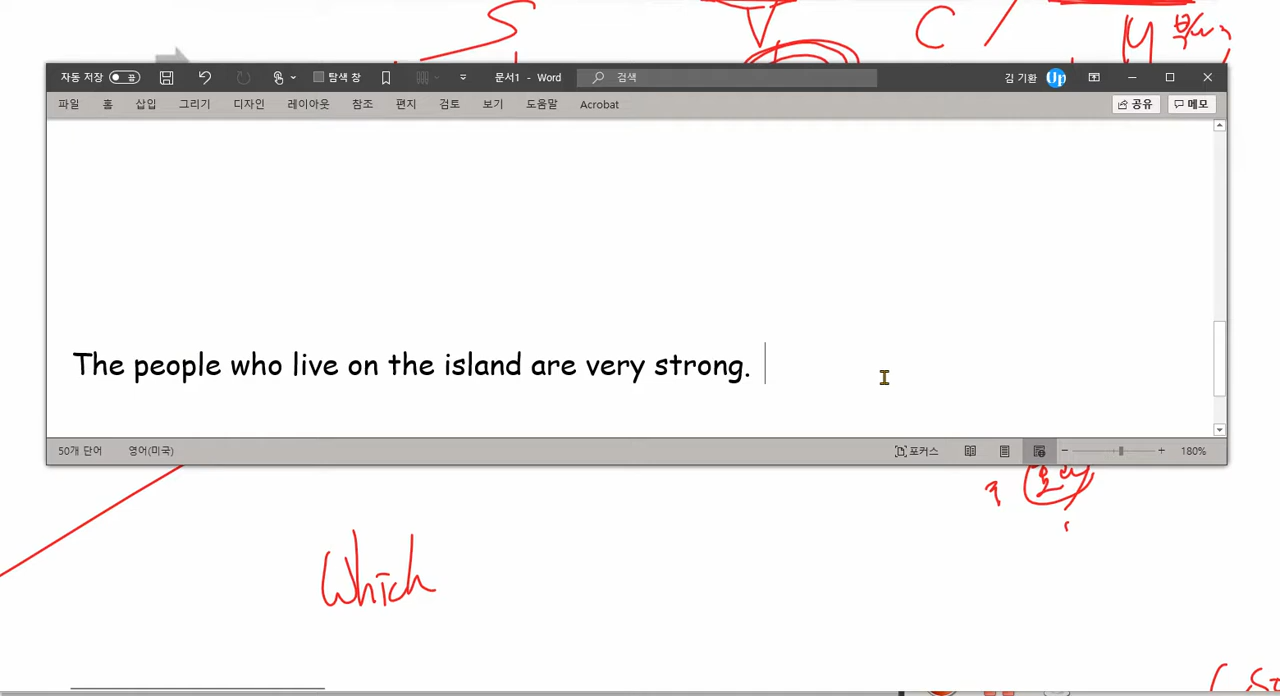 S V C / M 부사
자동 저장 문서1 - Word 검색 김 기환 Up
파일 홈 삽입 그리기 디자인 레이아웃 참조 편지 검토 보기 도움말 Acrobat 공유 메모
탐색 창
The people who live on the island are very strong.
50개 단어 영어(미국) 포커스 180%
Which